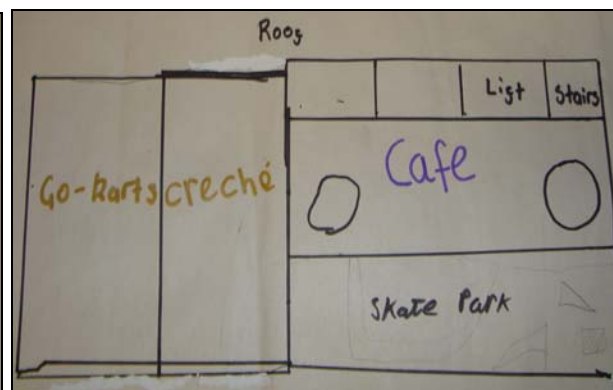 Roof
Lift
Stairs
Go-karts
creché
Cafe
Skate Park